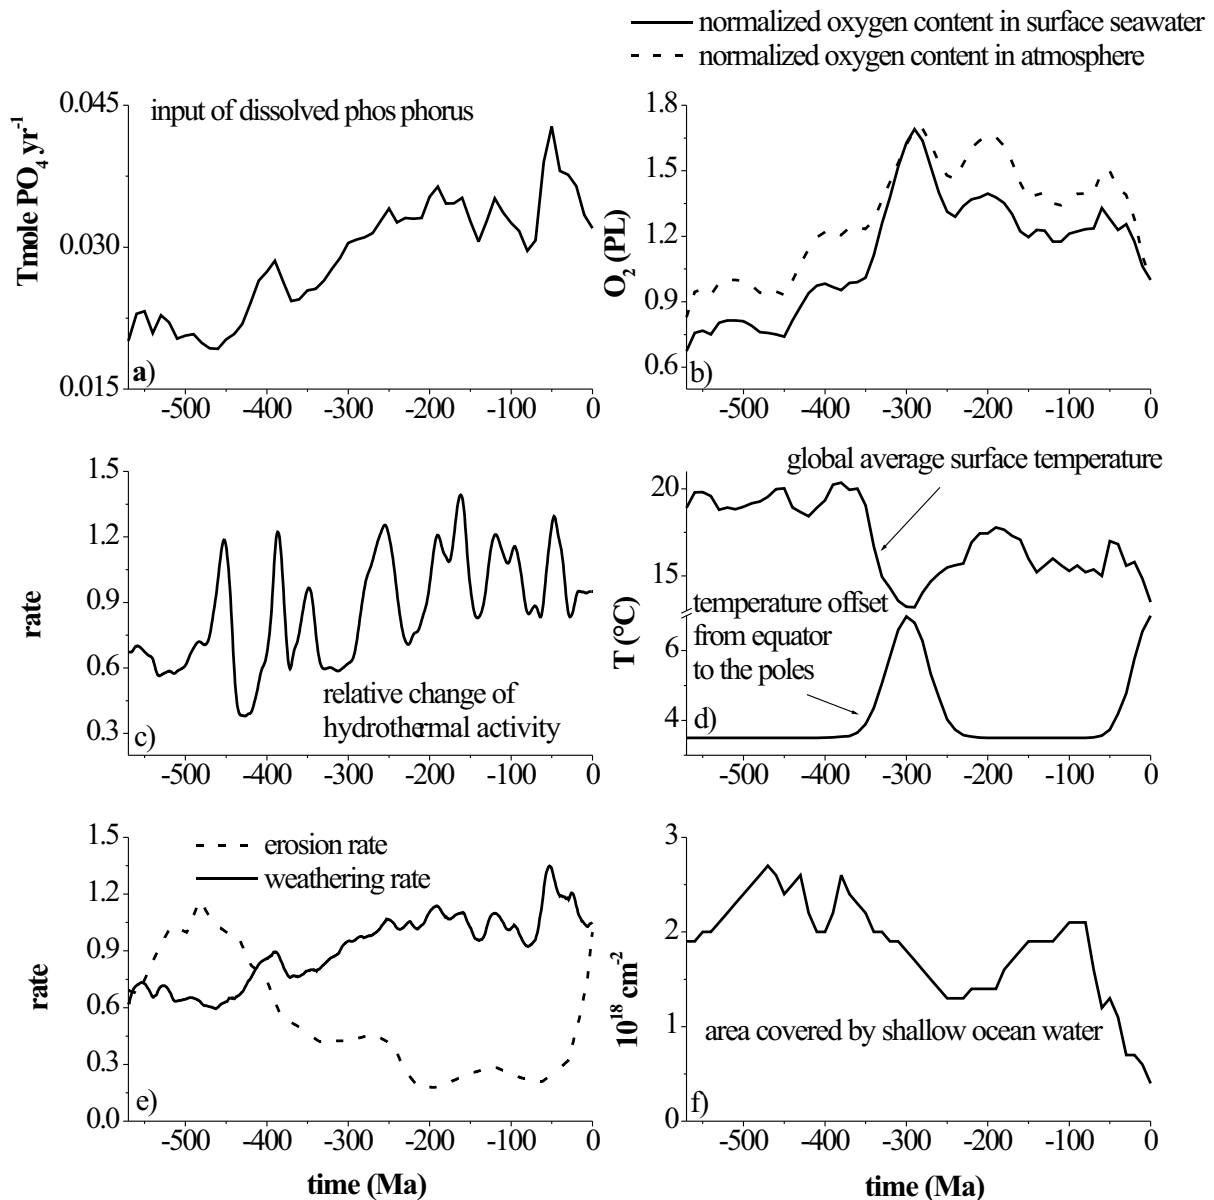 normalized oxygen content in surface seawater
normalized oxygen content in atmosphere
input of dissolved phos phorus
Tmole PO4 yr-1
0.045
0.030
0.015
a)
-500 -400 -300 -200 -100 0
O2 (PL)
1.8
1.5
1.2
0.9
0.6
b)
-500 -400 -300 -200 -100 0
rate
1.5
1.2
0.9
0.6
0.3
relative change of
hydrothermal activity
c)
-500 -400 -300 -200 -100 0
global average surface temperature
T (°C)
20
15
6
4
temperature offset
from equator
to the poles
d)
-500 -400 -300 -200 -100 0
rate
1.5
1.2
0.9
0.6
0.3
0.0
erosion rate
weathering rate
e)
-500 -400 -300 -200 -100 0
time (Ma)
10^18 cm^-2
3
2
1
0
area covered by shallow ocean water
f)
-500 -400 -300 -200 -100 0
time (Ma)